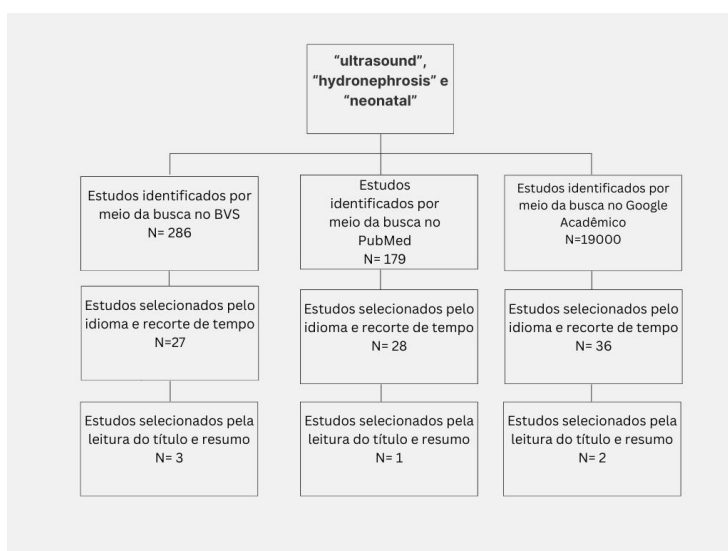 “ultrasound”,
“hydronephrosis” e
“neonatal”
Estudos identificados por
meio da busca no BVS
N= 286
Estudos
identificados por
meio da busca no
PubMed
N= 179
Estudos identificados por
meio da busca no Google
Acadêmico
N=19000
Estudos selecionados pelo
idioma e recorte de tempo
N=27
Estudos selecionados pelo
idioma e recorte de tempo
N= 28
Estudos selecionados pelo
idioma e recorte de tempo
N= 36
Estudos selecionados pela
leitura do título e resumo
N= 3
Estudos selecionados pela
leitura do título e resumo
N= 1
Estudos selecionados pela
leitura do título e resumo
N= 2